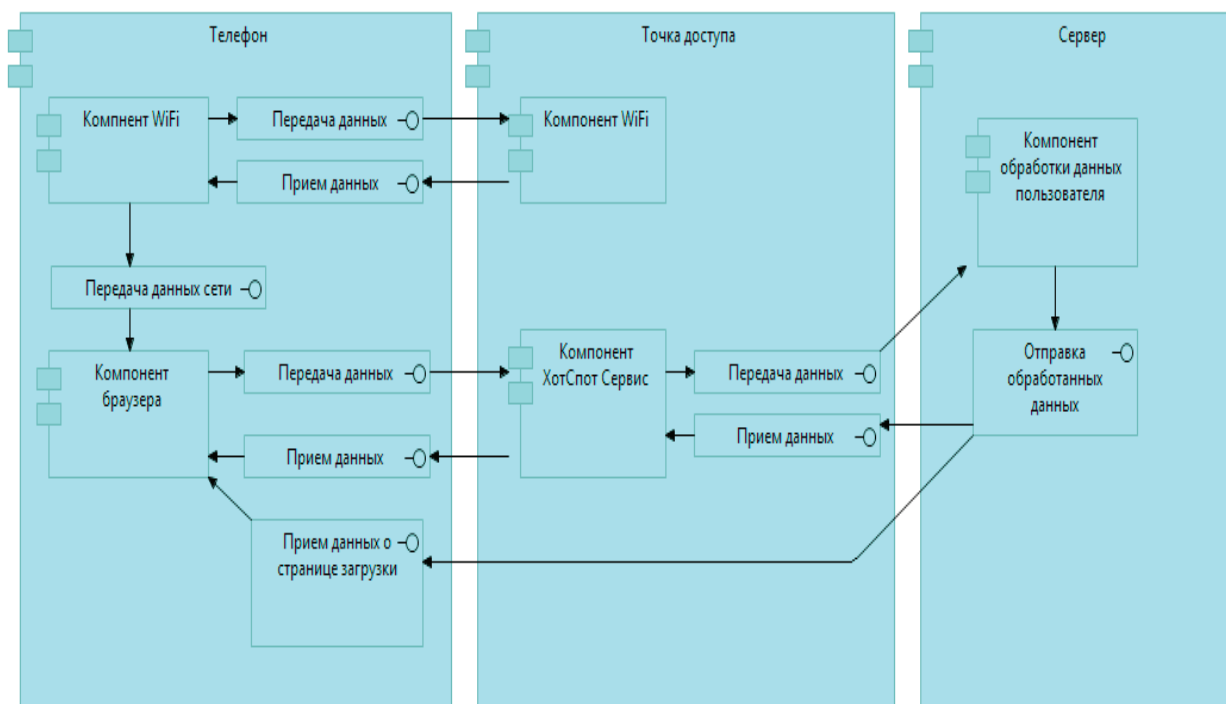 Телефон
Точка доступа
Сервер
Компнент WiFi
Передача данных
Компонент WiFi
Прием данных
Компонент
обработки данных
пользователя
Передача данных сети
Компонент
браузера
Передача данных
Компонент
ХотСпот Сервис
Передача данных
Отправка
обработанных
данных
Прием данных
Прием данных
Прием данных о
странице загрузки